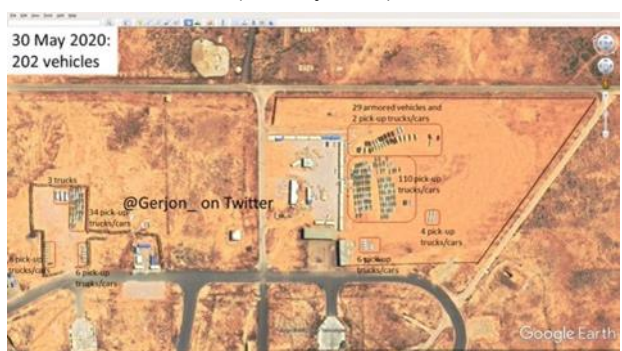 30 May 2020:
202 vehicles
29 armored vehicles and
2 pick-up trucks/cars
3 trucks
110 pick-up
trucks/cars
@Gerjon_ on Twitter
34 pick-up
trucks/cars
4 pick-up
trucks/cars
pick-up
trucks/cars
6 pick-up
trucks/cars
6 pick-up
trucks/cars
Google Earth